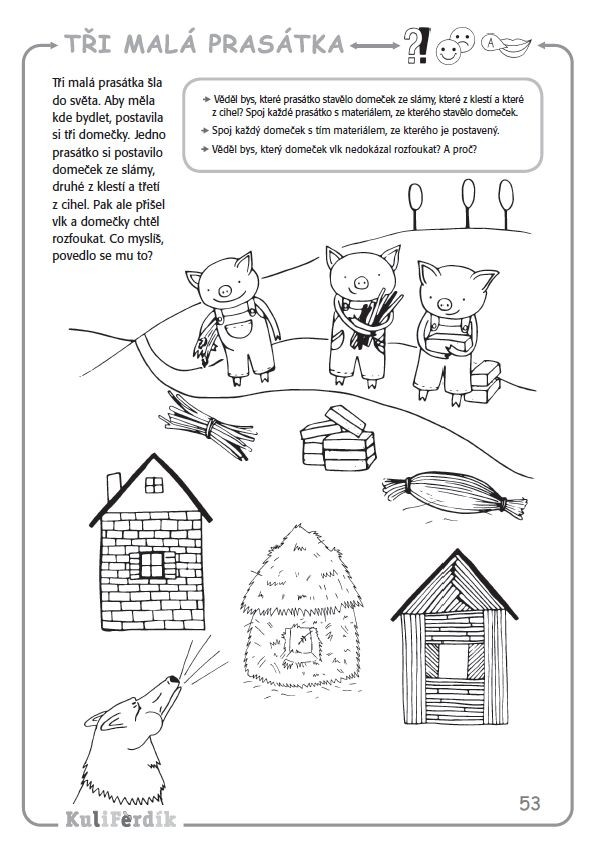 TŘI MALÁ PRASÁTKA
?!
A
Tři malá prasátka šla
do světa. Aby měla
kde bydlet, postavila
si tři domečky. Jedno
prasátko si postavilo
domeček ze slámy,
druhé z klestí a třetí
z cihel. Pak ale přišel
vlk a domečky chtěl
rozfoukat. Co myslíš,
povedlo se mu to?
Věděl bys, které prasátko stavělo domeček ze slámy, které z klestí a které
z cihel? Spoj každé prasátko s materiálem, ze kterého stavělo domeček.
Spoj každý domeček s tím materiálem, ze kterého je postavený.
Věděl bys, který domeček vlk nedokázal rozfoukat? A proč?
53
KuliFerdík